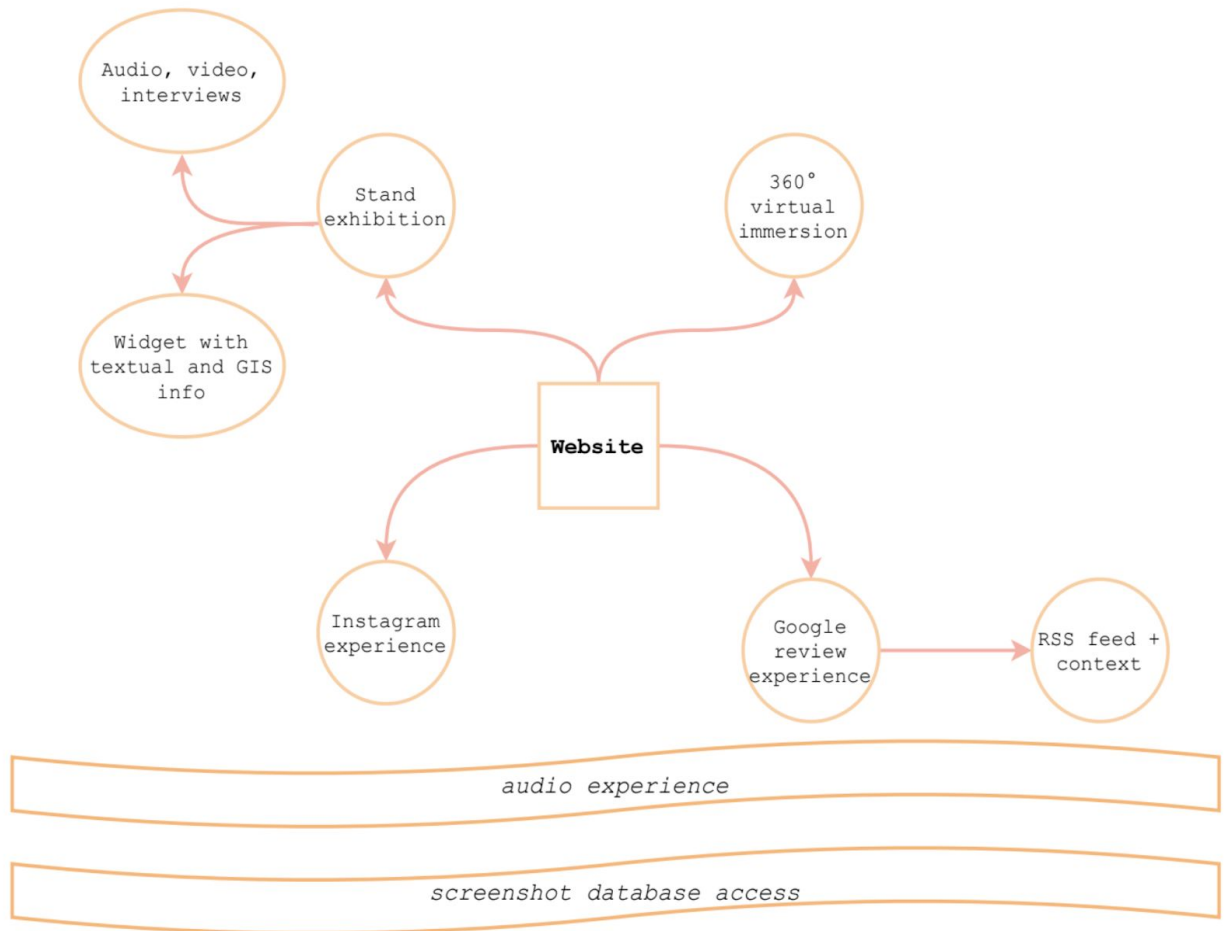 Audio, video,
interviews
Stand
exhibition
360°
virtual
immersion
Widget with
textual and GIS
info
Website
Instagram
experience
Google
review
experience
RSS feed +
context
audio experience
screenshot database access